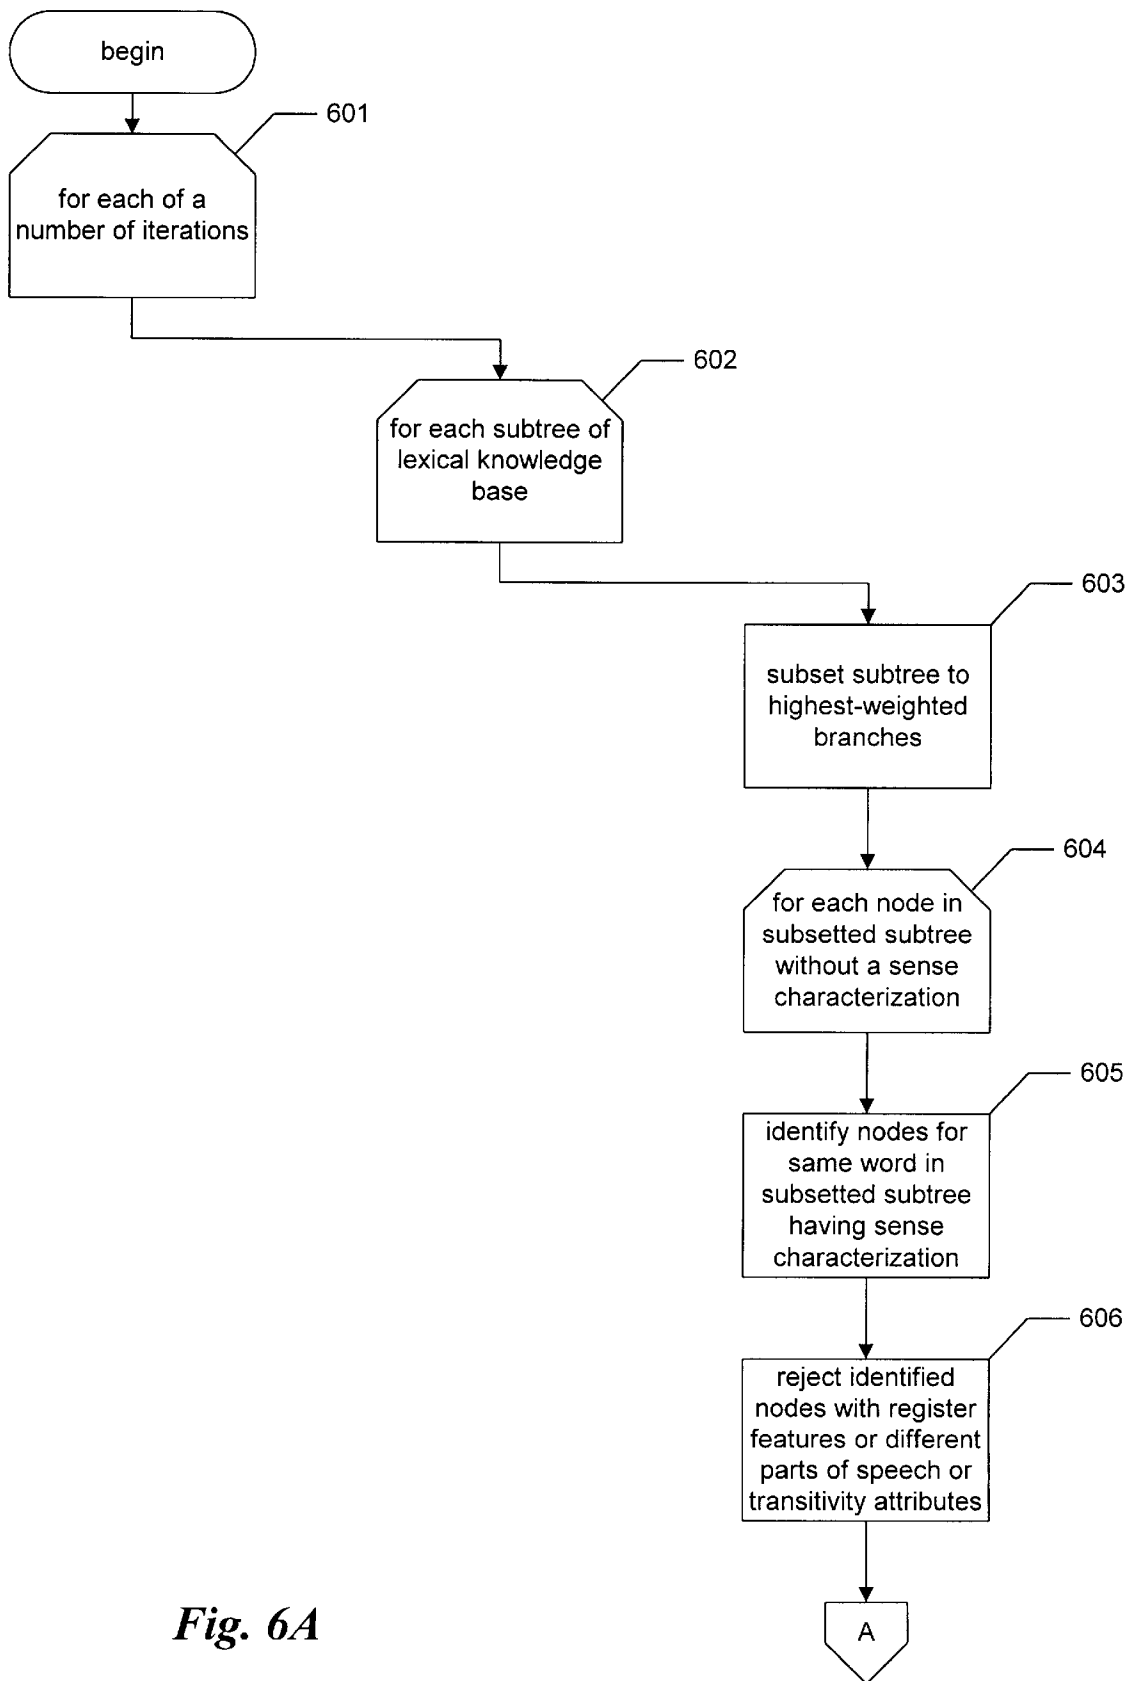 begin
601
for each of a
number of iterations
602
for each subtree of
lexical knowledge
base
603
subset subtree to
highest-weighted
branches
604
for each node in
subsetted subtree
without a sense
characterization
605
identify nodes for
same word in
subsetted subtree
having sense
characterization
606
reject identified
nodes with register
features or different
parts of speech or
transitivity attributes
A
Fig. 6A